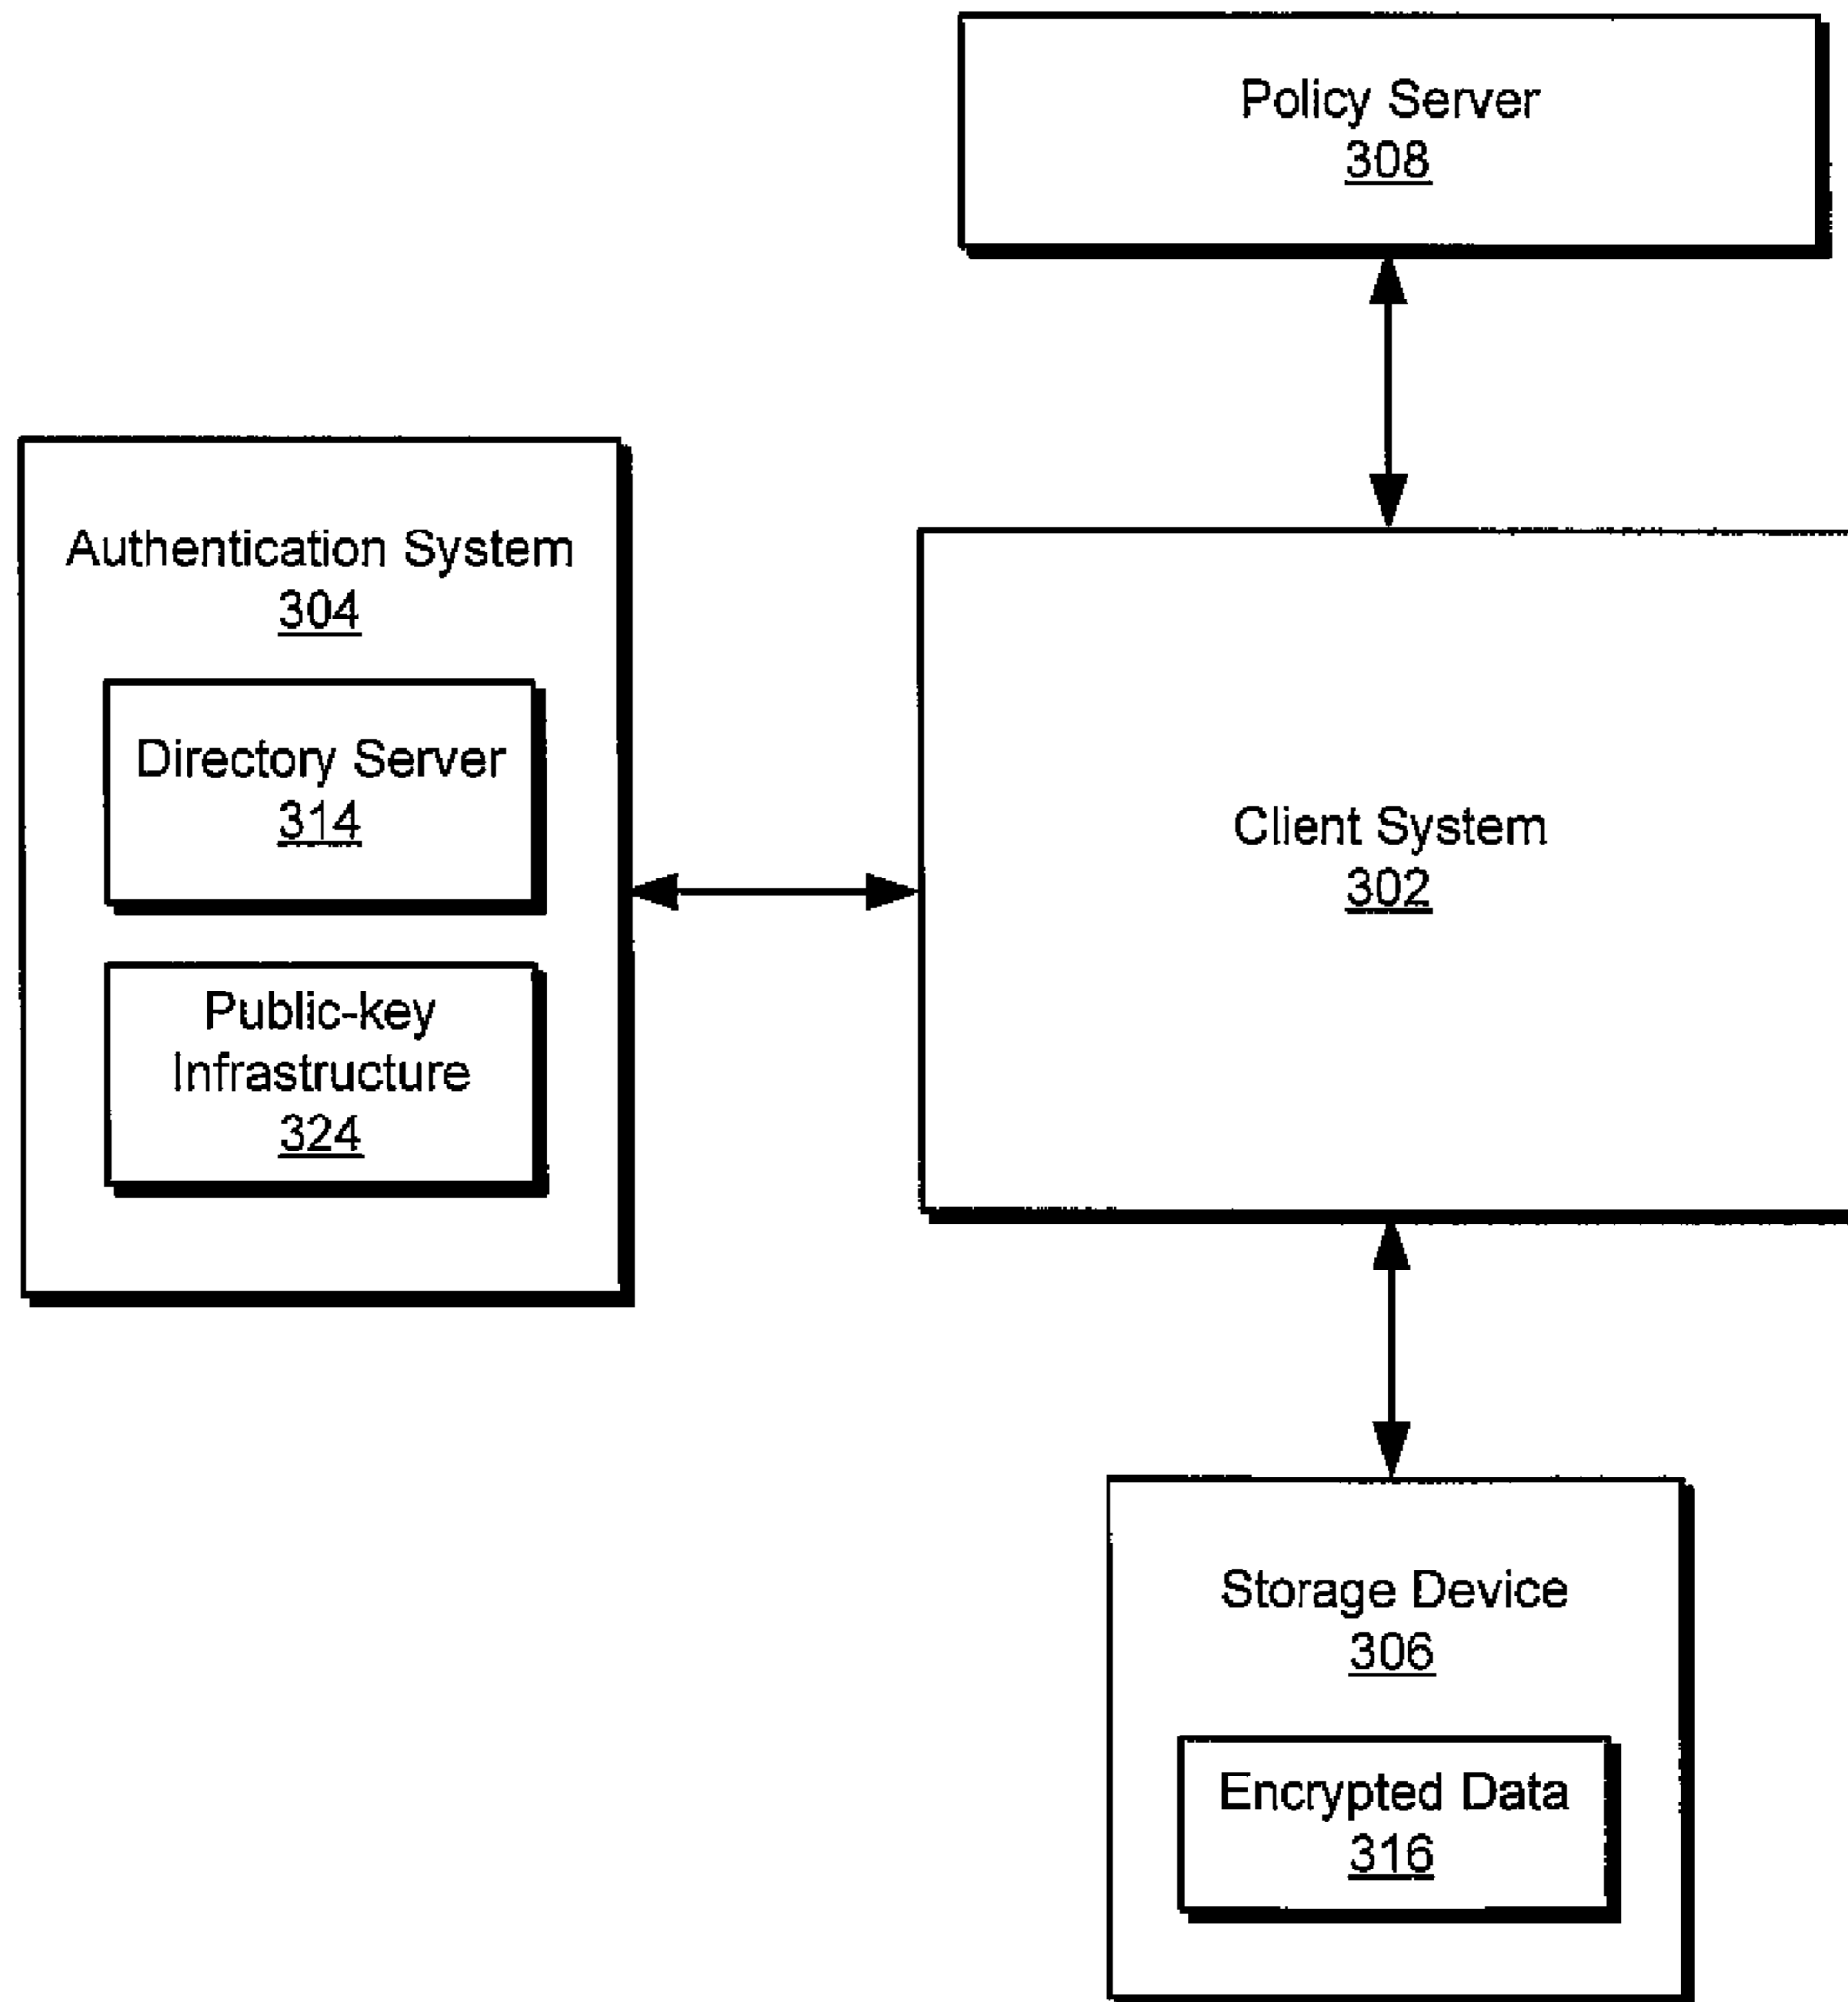 Policy Server
308
Authentication System
304
Directory Server
314
Public-key
Infrastructure
324
Client System
302
Storage Device
306
Encrypted Data
316